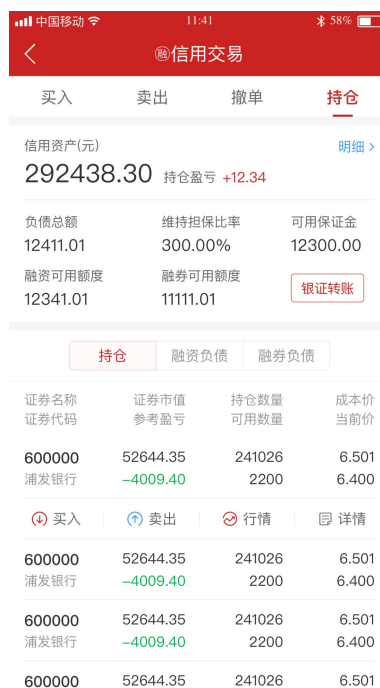 中国移动 11:41 58%
融信用交易
买入 卖出 撤单 持仓
信用资产(元) 明细
292438.30 持仓盈亏 +12.34
负债总额 维持担保比率 可用保证金
12411.01 300.00% 12300.00
融资可用额度 融券可用额度
12341.01 11111.01 银证转账
持仓 融资负债 融券负债
证券名称 证券市值 持仓数量 成本价
证券代码 参考盈亏 可用数量 当前价
600000 52644.35 241026 6.501
浦发银行 –4009.40 2200 6.400
买入 卖出 行情 详情
600000 52644.35 241026 6.501
浦发银行 –4009.40 2200 6.400
600000 52644.35 241026 6.501
浦发银行 –4009.40 2200 6.400
600000 52644.35 241026 6.501